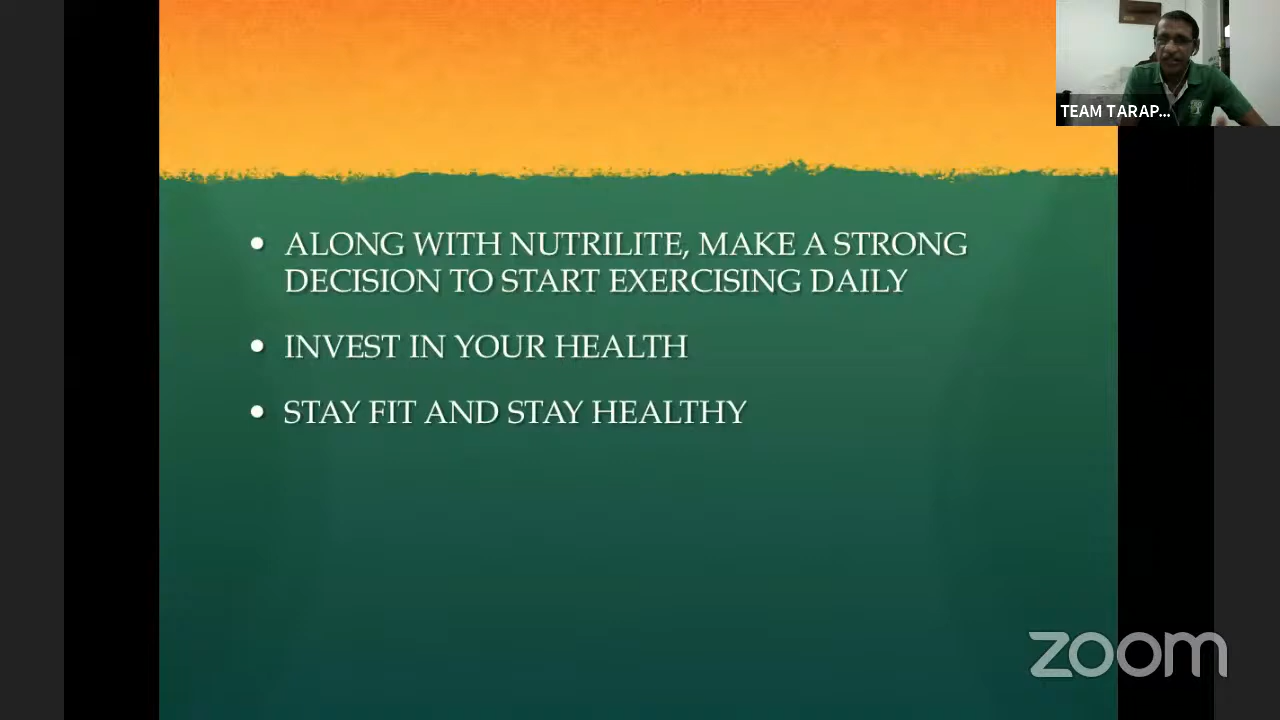 TEAM TARAP...
• ALONG WITH NUTRILITE, MAKE A STRONG
DECISION TO START EXERCISING DAILY
• INVEST IN YOUR HEALTH
• STAY FIT AND STAY HEALTHY
zoom